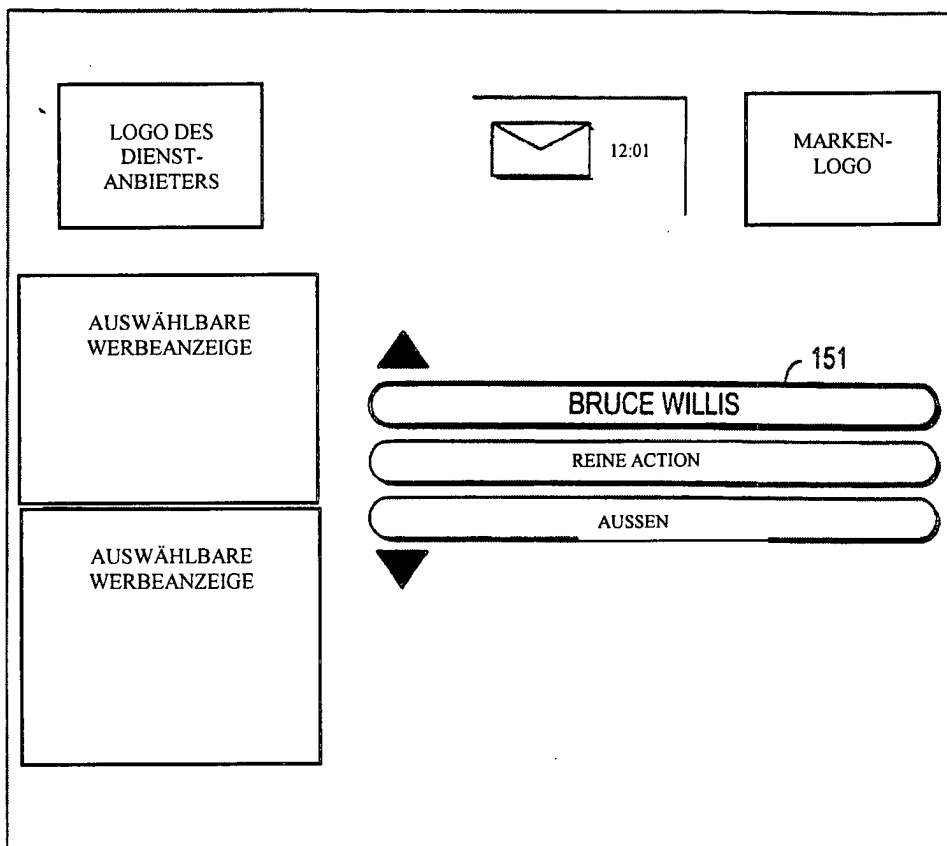 LOGO DES
DIENST-
ANBIETERS
12:01
MARKEN-
LOGO
AUSWÄHLBARE
WERBEANZEIGE
151
BRUCE WILLIS
REINE ACTION
AUSSEN
AUSWÄHLBARE
WERBEANZEIGE